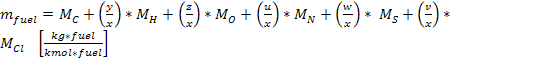 m_fuel = M_C + (y/x) * M_H + (z/x) * M_O + (u/x) * M_N + (w/x) * M_S + (v/x) *
M_Cl [kg*fuel/kmol*fuel]